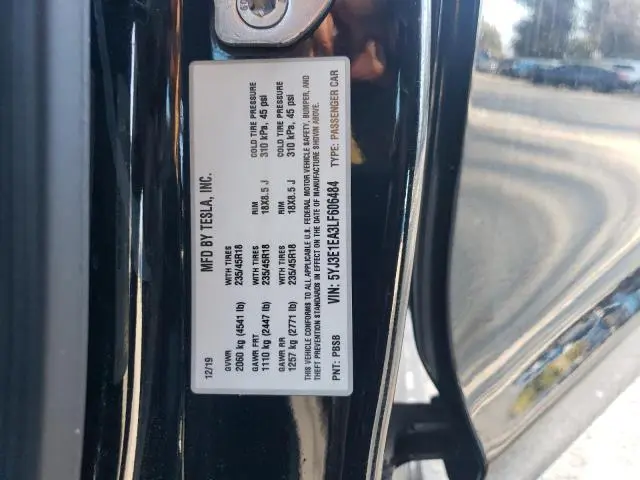 12/19 MFD BY TESLA, INC.
GVWR WITH TIRES RIM COLD TIRE PRESSURE
2060 kg (4541 lb) 235/45R18 18X8.5 J 310 kPa, 45 psi
GAWR FRT WITH TIRES
1110 kg (2447 lb) 235/45R18
GAWR RR WITH TIRES RIM COLD TIRE PRESSURE
1257 kg (2771 lb) 235/45R18 18X8.5 J 310 kPa, 45 psi
THIS VEHICLE CONFORMS TO ALL APPLICABLE U.S. FEDERAL MOTOR VEHICLE SAFETY, BUMPER, AND
THEFT PREVENTION STANDARDS IN EFFECT ON THE DATE OF MANUFACTURE SHOWN ABOVE.
PNT: PBSB VIN: 5YJ3E1EA3LF606484 TYPE: PASSENGER CAR